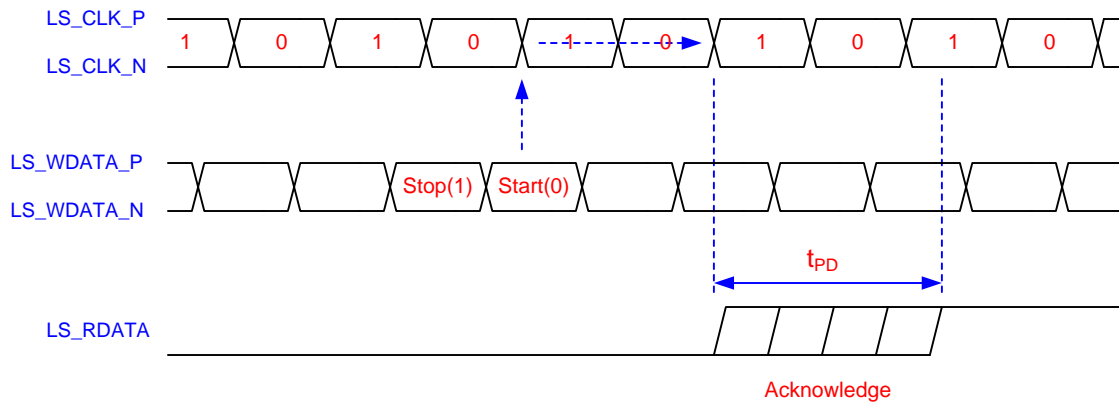 LS_CLK_P
1 0 1 0 1 0 1 0 1 0
LS_CLK_N
LS_WDATA_P
Stop(1) Start(0)
LS_WDATA_N
tPD
LS_RDATA
Acknowledge